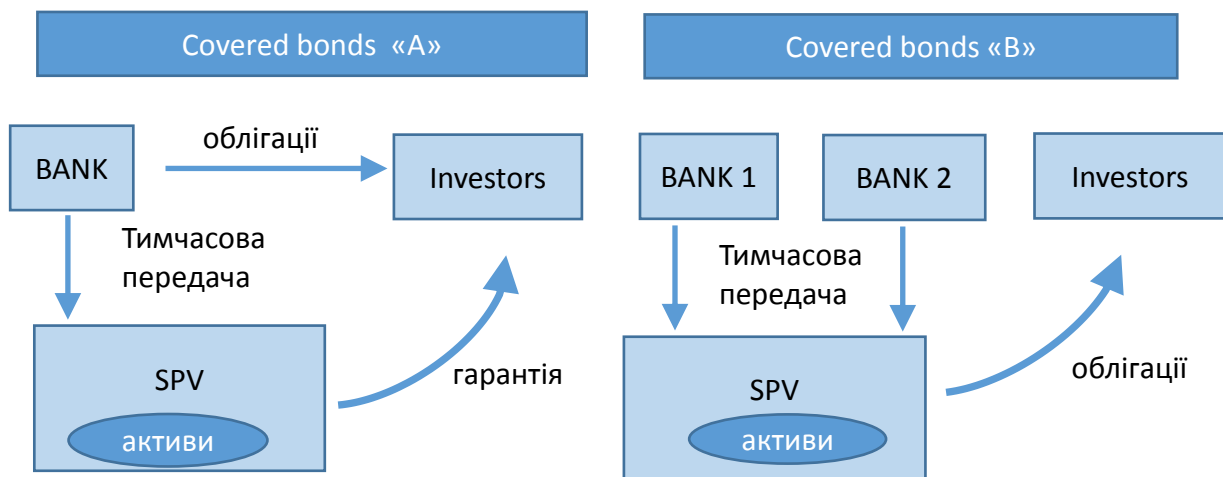 Covered bonds «A»
BANK
облігації
Investors
Тимчасова
передача
SPV
активи
гарантія
Covered bonds «B»
BANK 1
BANK 2
Investors
Тимчасова
передача
SPV
активи
облігації